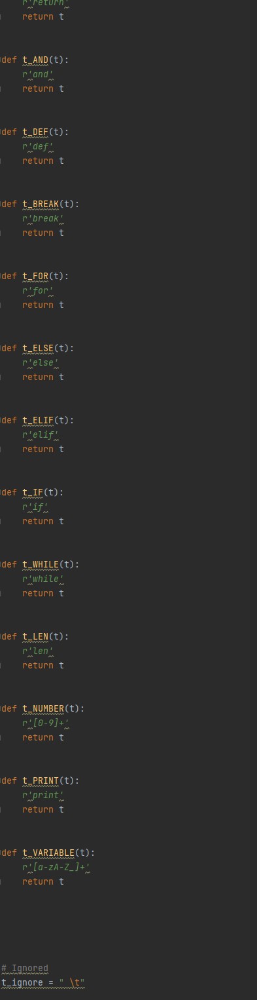 r'return'
    return t
def t_AND(t):
    r'and'
    return t
def t_DEF(t):
    r'def'
    return t
def t_BREAK(t):
    r'break'
    return t
def t_FOR(t):
    r'for'
    return t
def t_ELSE(t):
    r'else'
    return t
def t_ELIF(t):
    r'elif'
    return t
def t_IF(t):
    r'if'
    return t
def t_WHILE(t):
    r'while'
    return t
def t_LEN(t):
    r'len'
    return t
def t_NUMBER(t):
    r'[0-9]+'
    return t
def t_PRINT(t):
    r'print'
    return t
def t_VARIABLE(t):
    r'[a-zA-Z_]+'
    return t
# Ignored
t_ignore = " \t"